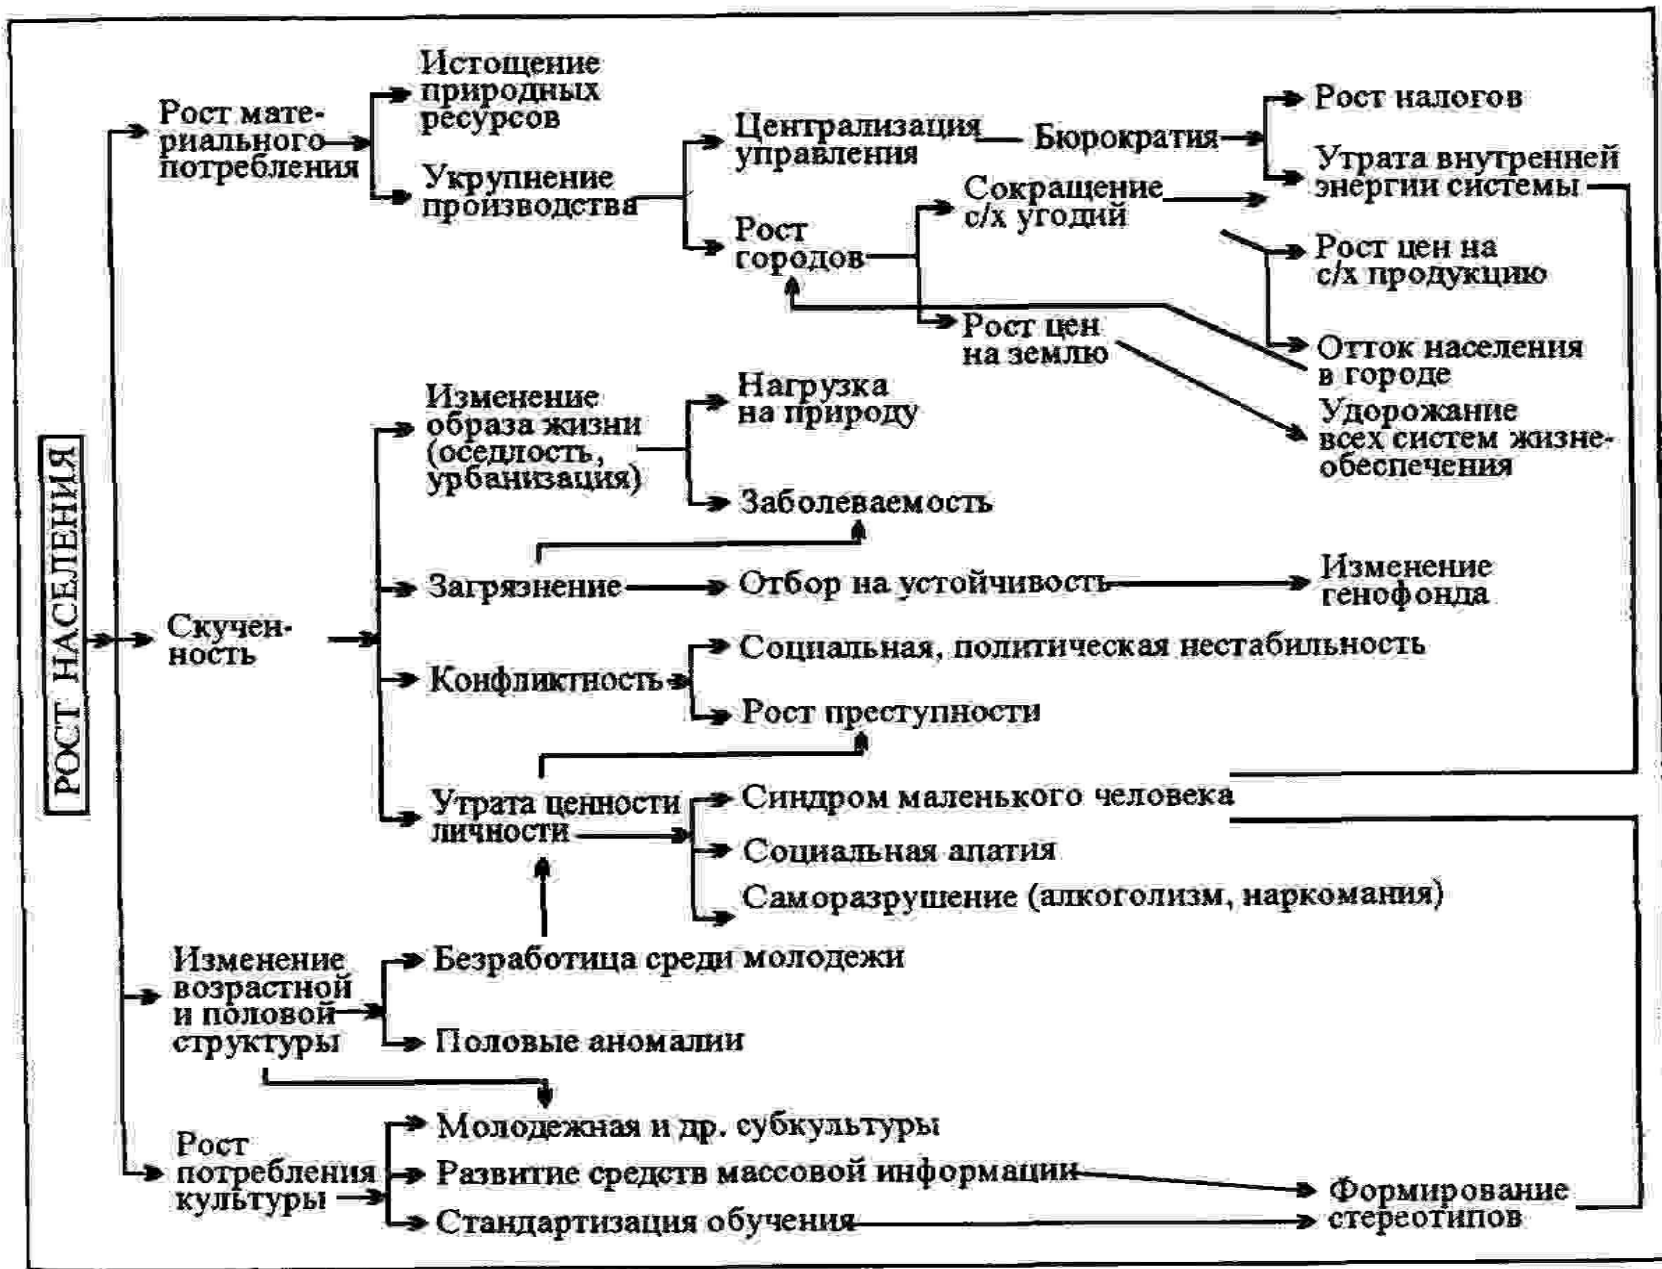 РОСТ НАСЕЛЕНИЯ
Рост мате-
риального
потребления
Истощение
природных
ресурсов
Укрупнение
производства
Централизация
управления
Бюрократия
Рост налогов
Утрата внутренней
энергии системы
Рост
городов
Сокращение
с/х угодий
Рост цен на
с/х продукцию
Отток населения
в городе
Рост цен
на землю
Удорожание
всех систем жизне-
обеспечения
Скучен-
ность
Изменение
образа жизни
(оседлость,
урбанизация)
Нагрузка
на природу
Заболеваемость
Загрязнение
Отбор на устойчивость
Изменение
генофонда
Конфликтность
Социальная, политическая нестабильность
Рост преступности
Утрата ценности
личности
Синдром маленького человека
Социальная апатия
Саморазрушение (алкоголизм, наркомания)
Изменение
возрастной
и половой
структуры
Безработица среди молодежи
Половые аномалии
Рост
потребления
культуры
Молодежная и др. субкультуры
Развитие средств массовой информации
Стандартизация обучения
Формирование
стереотипов